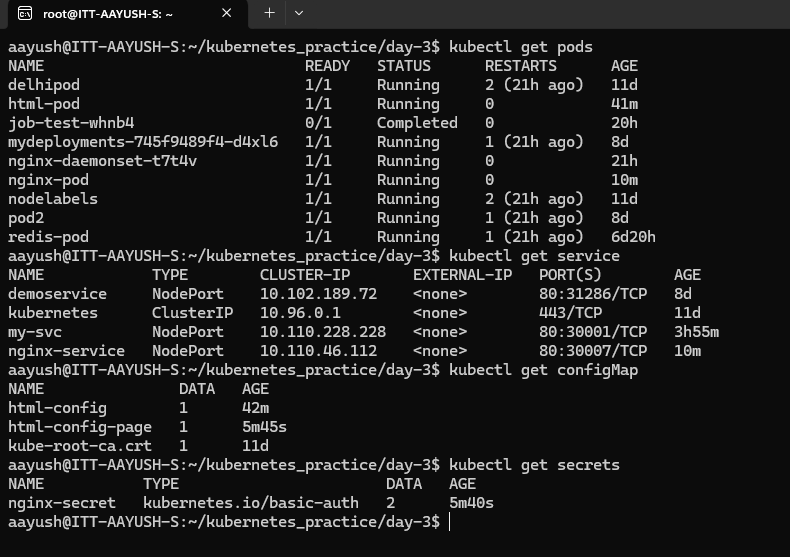 root@ITT-AAYUSH-S: ~
aayush@ITT-AAYUSH-S:~/kubernetes_practice/day-3$ kubectl get pods
NAME READY STATUS RESTARTS AGE
delhipod 1/1 Running 2 (21h ago) 11d
html-pod 1/1 Running 0 41m
job-test-whnb4 0/1 Completed 0 20h
mydeployments-745f9489f4-d4xl6 1/1 Running 1 (21h ago) 8d
nginx-daemonset-t7t4v 1/1 Running 0 21h
nginx-pod 1/1 Running 0 10m
nodelabels 1/1 Running 2 (21h ago) 11d
pod2 1/1 Running 1 (21h ago) 8d
redis-pod 1/1 Running 1 (21h ago) 6d20h
aayush@ITT-AAYUSH-S:~/kubernetes_practice/day-3$ kubectl get service
NAME TYPE CLUSTER-IP EXTERNAL-IP PORT(S) AGE
demoservice NodePort 10.102.189.72 <none> 80:31286/TCP 8d
kubernetes ClusterIP 10.96.0.1 <none> 443/TCP 11d
my-svc NodePort 10.110.228.228 <none> 80:30001/TCP 3h55m
nginx-service NodePort 10.110.46.112 <none> 80:30007/TCP 10m
aayush@ITT-AAYUSH-S:~/kubernetes_practice/day-3$ kubectl get configMap
NAME DATA AGE
html-config 1 42m
html-config-page 1 5m45s
kube-root-ca.crt 1 11d
aayush@ITT-AAYUSH-S:~/kubernetes_practice/day-3$ kubectl get secrets
NAME TYPE DATA AGE
nginx-secret kubernetes.io/basic-auth 2 5m40s
aayush@ITT-AAYUSH-S:~/kubernetes_practice/day-3$